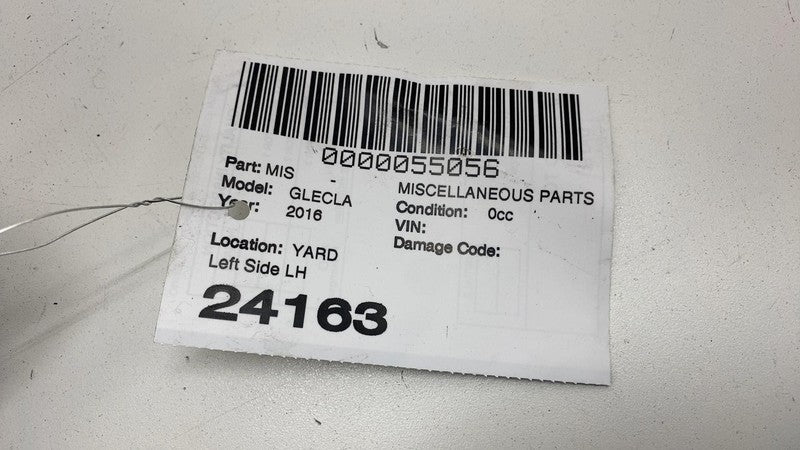 0000055056
Part: MIS - MISCELLANEOUS PARTS
Model: GLECLA Condition: 0cc
Year: 2016 VIN:
Damage Code:
Location: YARD
Left Side LH
24163